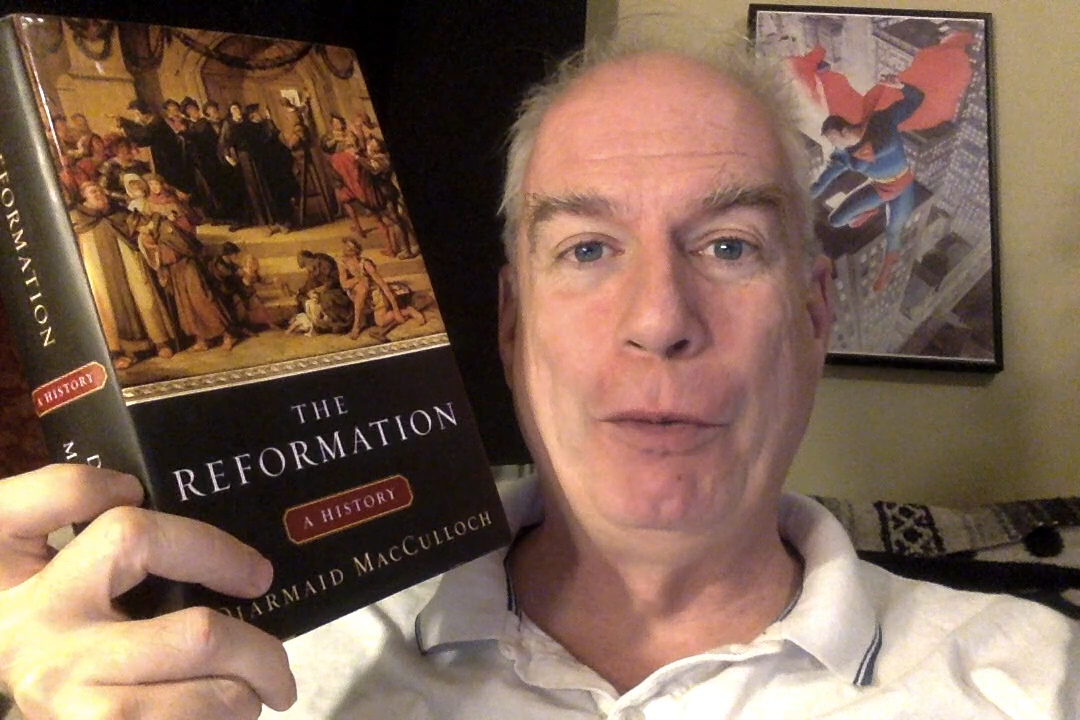 REFORMATION
A HISTORY
D
M
THE
REFORMATION
A HISTORY
DIARMAID MACCULLOCH